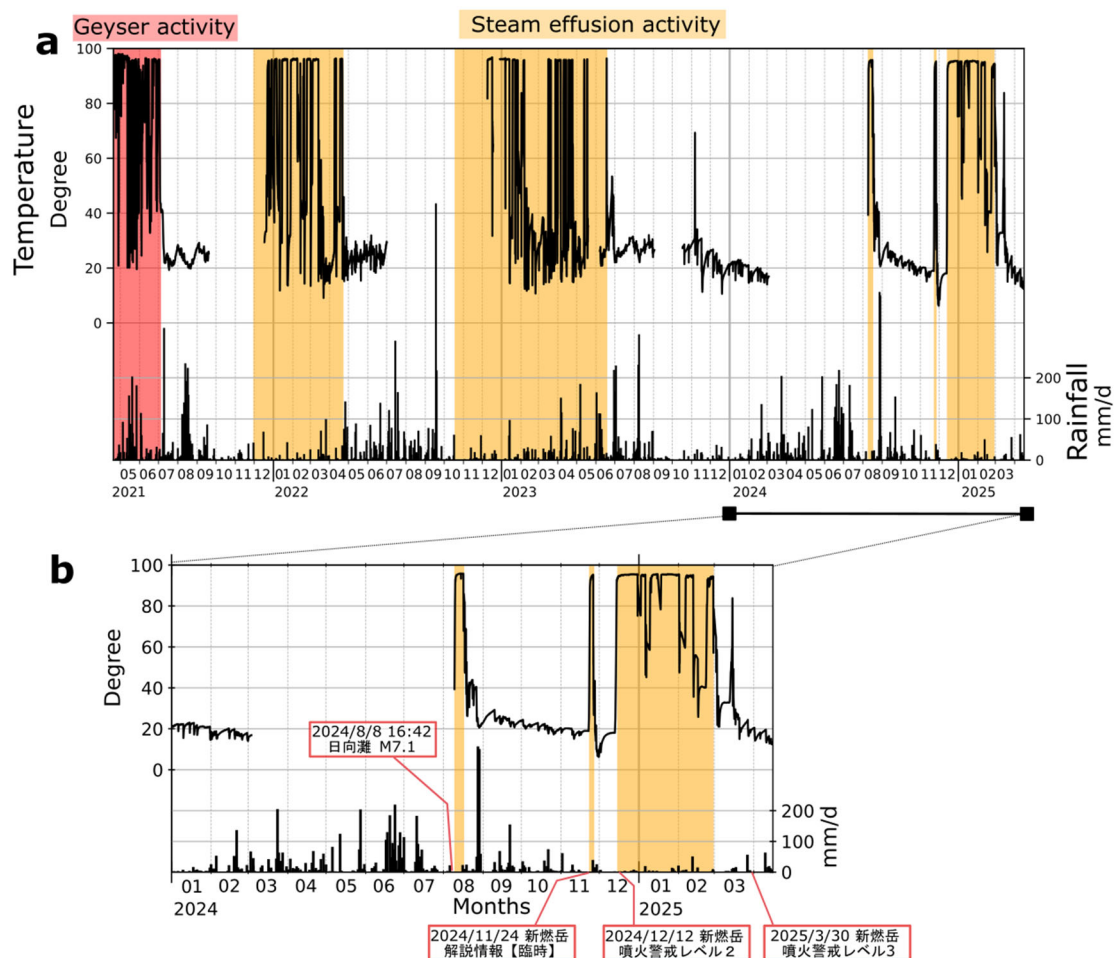 Geyser activity
Steam effusion activity
a
100
80
60
40
20
0
Temperature
Degree
200
100
0
Rainfall
mm/d
05 06 07 08 09 10 11 12 01 02 03 04 05 06 07 08 09 10 11 12 01 02 03 04 05 06 07 08 09 10 11 12 01 02 03 04 05 06 07 08 09 10 11 12 01 02 03
2021 2022 2023 2024 2025
b
100
80
60
40
20
0
Degree
2024/8/8 16:42
日向灘 M7.1
200
100
0
mm/d
01 02 03 04 05 06 07 08 09 10 11 12 01 02 03
2024 Months 2025
2024/11/24 新燃岳
解説情報【臨時】
2024/12/12 新燃岳
噴火警戒レベル2
2025/3/30 新燃岳
噴火警戒レベル3